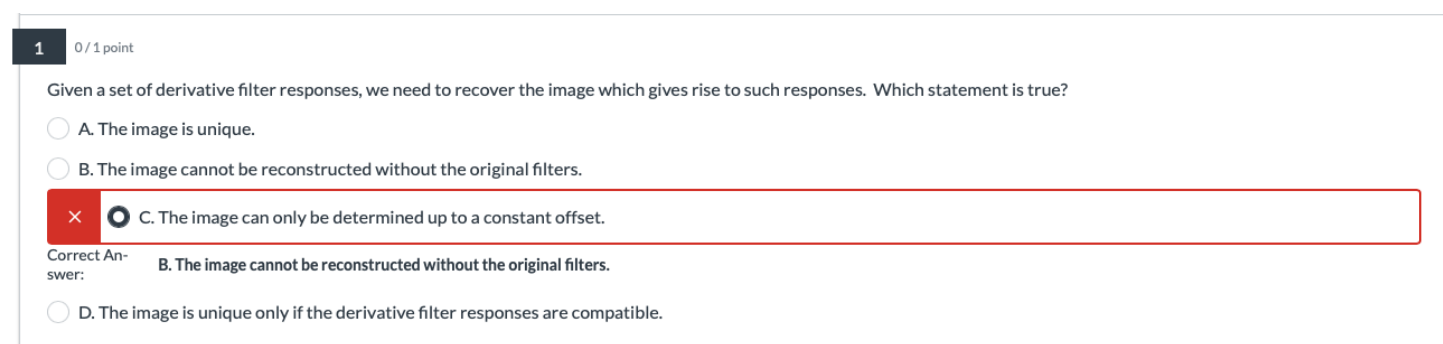 1 0 / 1 point
Given a set of derivative filter responses, we need to recover the image which gives rise to such responses. Which statement is true?
A. The image is unique.
B. The image cannot be reconstructed without the original filters.
C. The image can only be determined up to a constant offset.
Correct An-
swer:
B. The image cannot be reconstructed without the original filters.
D. The image is unique only if the derivative filter responses are compatible.